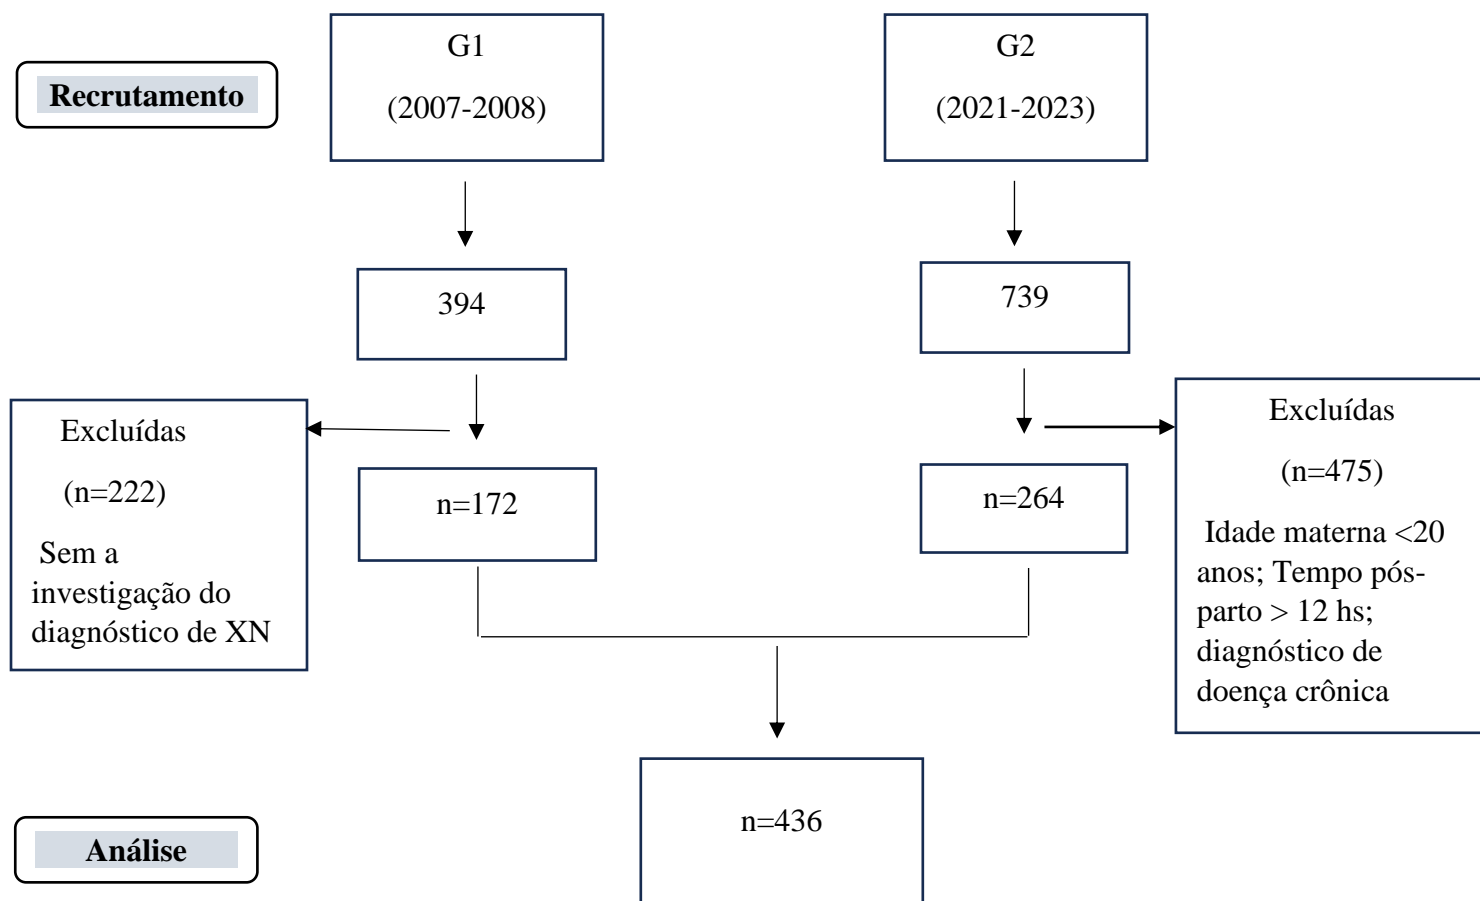 Recrutamento
G1
(2007-2008)
G2
(2021-2023)
394
739
Excluídas
(n=222)
Sem a
investigação do
diagnóstico de XN
n=172
n=264
Excluídas
(n=475)
Idade materna <20
anos; Tempo pós-
parto > 12 hs;
diagnóstico de
doença crônica
n=436
Análise